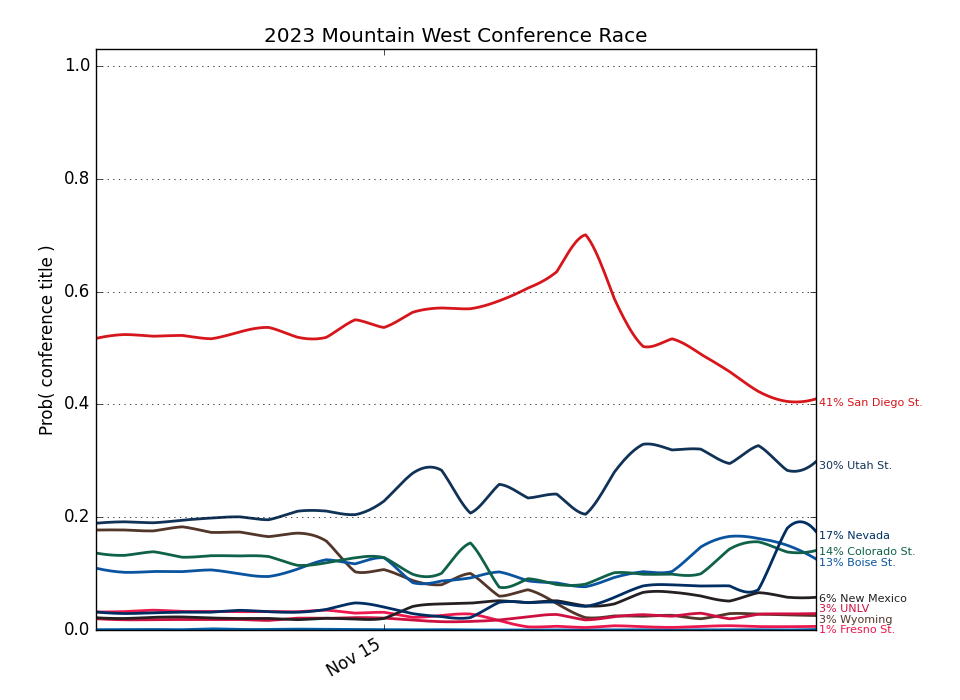 2023 Mountain West Conference Race
Prob( conference title )
1.0
0.8
0.6
0.4
0.2
0.0
Nov 15
41% San Diego St.
30% Utah St.
17% Nevada
14% Colorado St.
13% Boise St.
6% New Mexico
3% UNLV
3% Wyoming
1% Fresno St.